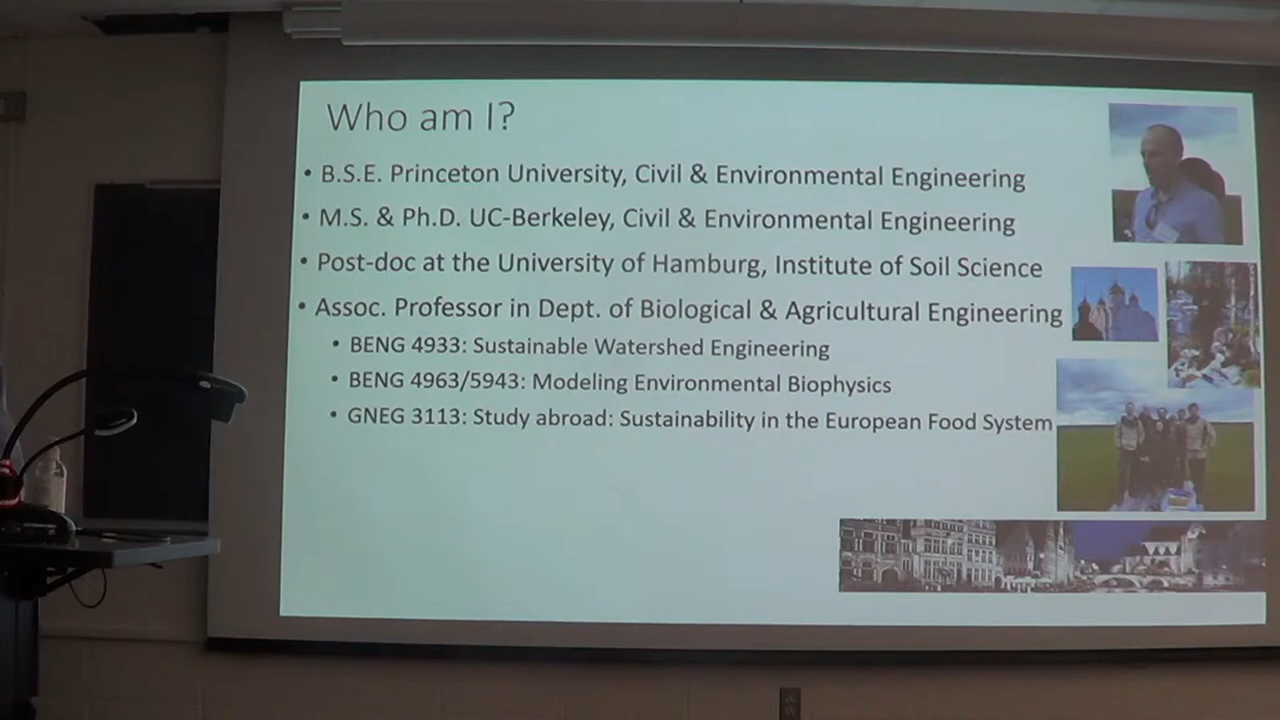 Who am I?
• B.S.E. Princeton University, Civil & Environmental Engineering
• M.S. & Ph.D. UC-Berkeley, Civil & Environmental Engineering
• Post-doc at the University of Hamburg, Institute of Soil Science
• Assoc. Professor in Dept. of Biological & Agricultural Engineering
• BENG 4933: Sustainable Watershed Engineering
• BENG 4963/5943: Modeling Environmental Biophysics
• GNEG 3113: Study abroad: Sustainability in the European Food System